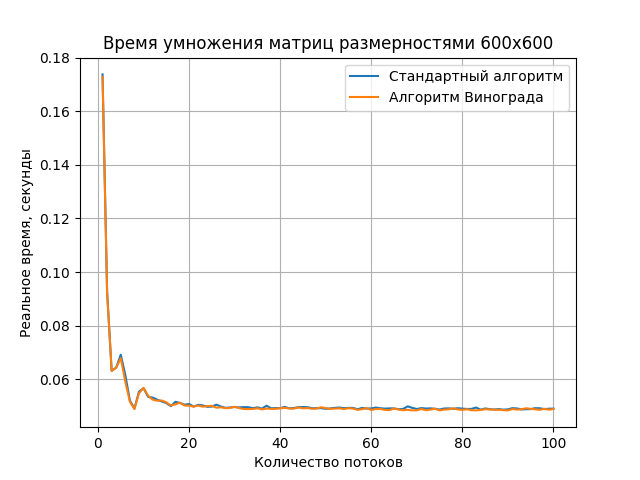 Время умножения матриц размерностями 600x600
Стандартный алгоритм
Алгоритм Винограда
Реальное время, секунды
0.18
0.16
0.14
0.12
0.10
0.08
0.06
0 20 40 60 80 100
Количество потоков